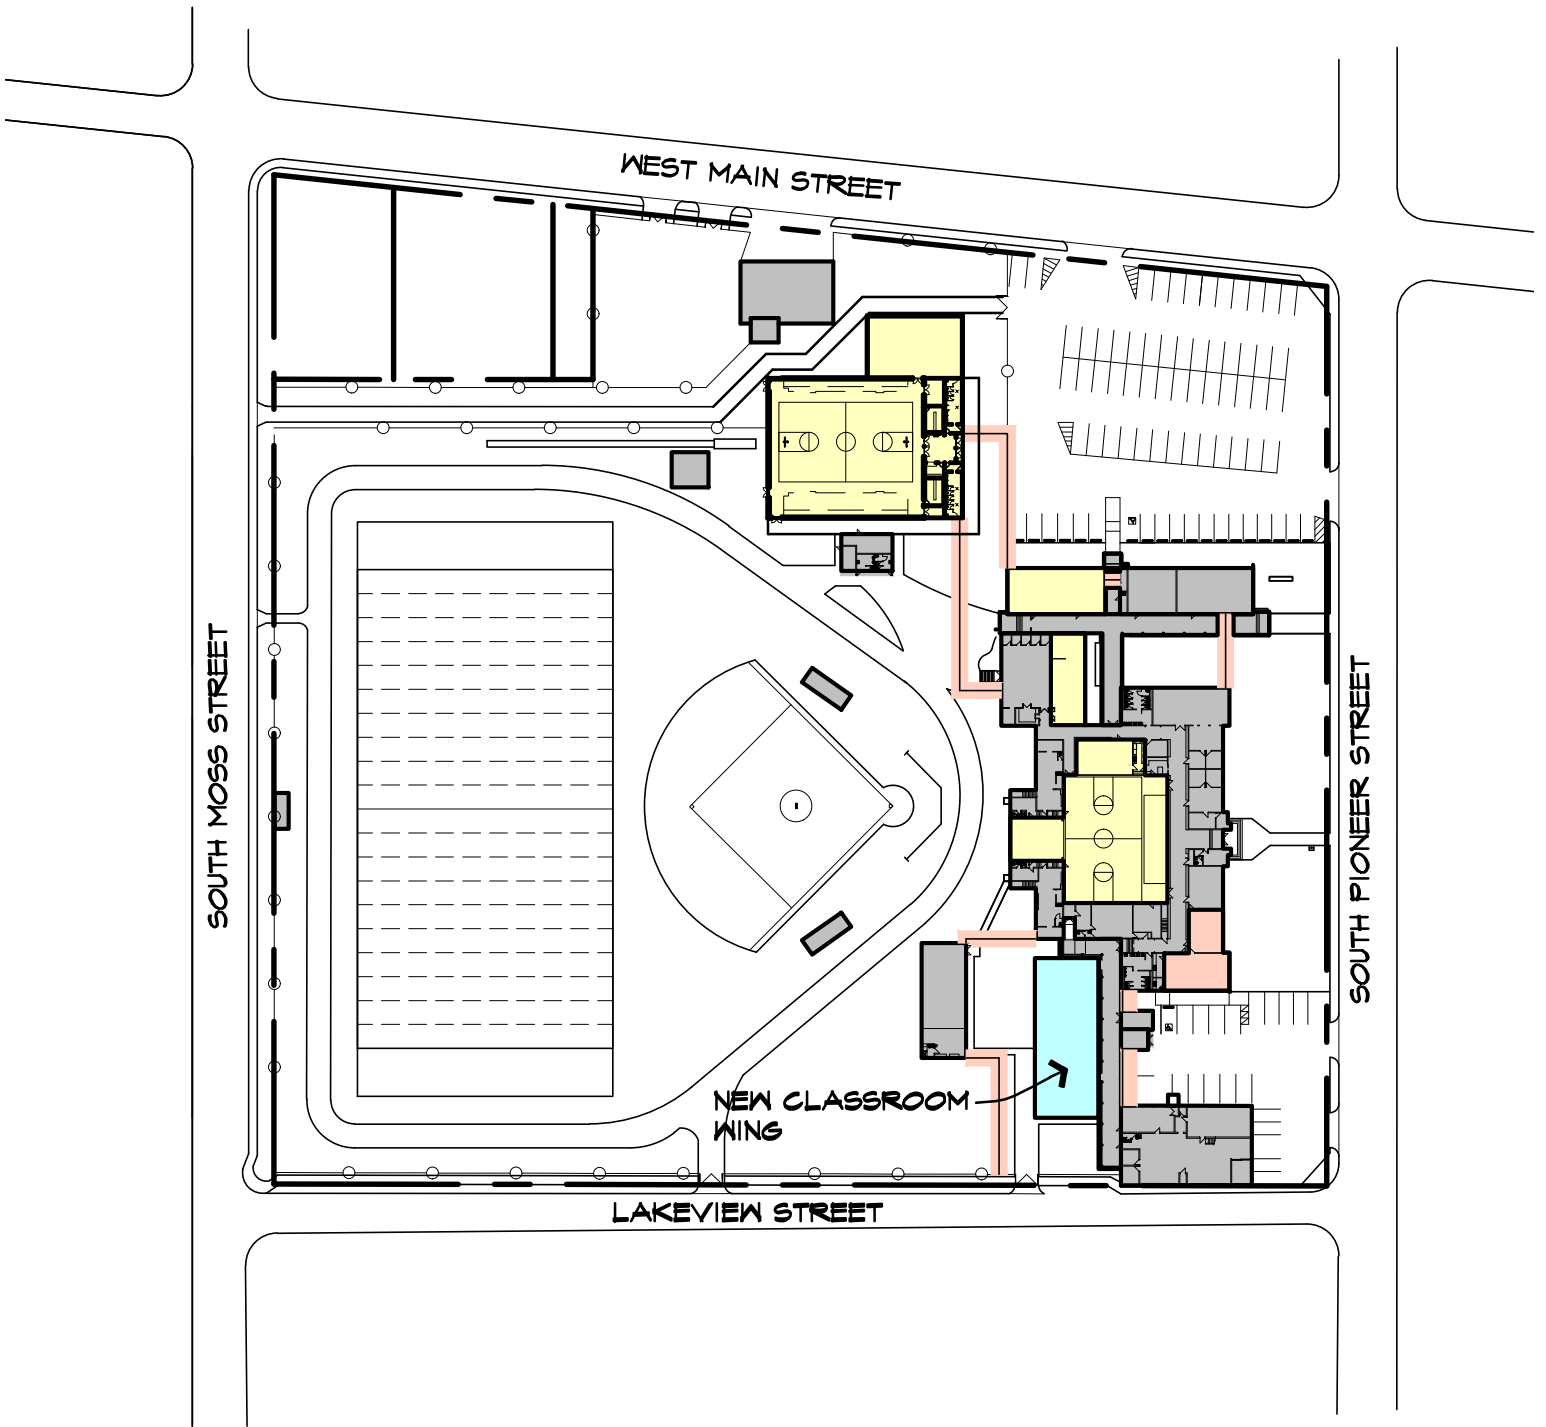 WEST MAIN STREET
SOUTH MOSS STREET
SOUTH PIONEER STREET
NEW CLASSROOM
WING
LAKEVIEW STREET